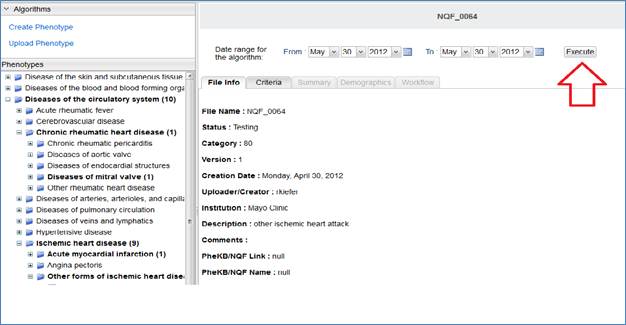 Algorithms
Create Phenotype
Upload Phenotype
Phenotypes
Disease of the skin and subcutaneous tissue
Diseases of the blood and blood forming orga
Diseases of the circulatory system (10)
Acute rheumatic fever
Cerebrovascular disease
Chronic rheumatic heart disease (1)
Chronic rheumatic pericarditis
Diseases of aortic valve
Diseases of endocardial structures
Diseases of mitral valve (1)
Other rheumatic heart disease
Diseases of arteries, arterioles, and capilla
Diseases of pulmonary circulation
Diseases of veins and lymphatics
Hypertensive disease
Ischemic heart disease (9)
Acute myocardial infarction (1)
Angina pectoris
Other forms of ischemic heart disea
NQF_0064
Date range for the algorithm: From : May 30 2012 To : May 30 2012 Execute
File Info Criteria Summary Demographics Workflow
File Name : NQF_0064
Status : Testing
Category : 80
Version : 1
Creation Date : Monday, April 30, 2012
Uploader/Creator : rkiefer
Institution : Mayo Clinic
Description : other ischemic heart attack
Comments :
PheKB/NQF Link : null
PheKB/NQF Name : null